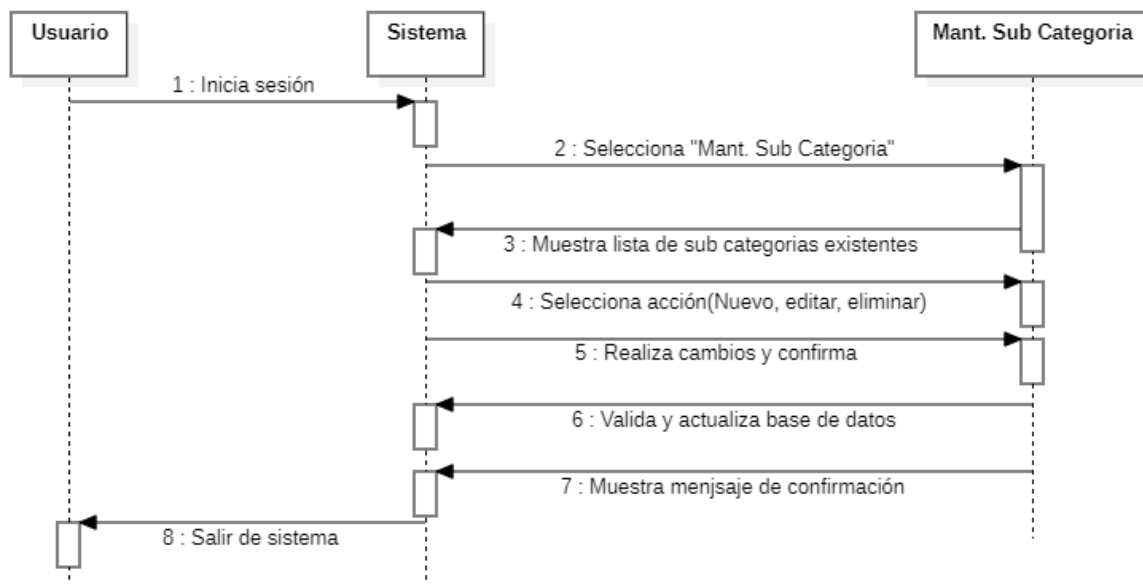 Usuario
Sistema
Mant. Sub Categoria
1 : Inicia sesión
2 : Selecciona "Mant. Sub Categoria"
3 : Muestra lista de sub categorias existentes
4 : Selecciona acción(Nuevo, editar, eliminar)
5 : Realiza cambios y confirma
6 : Valida y actualiza base de datos
7 : Muestra menjsaje de confirmación
8 : Salir de sistema